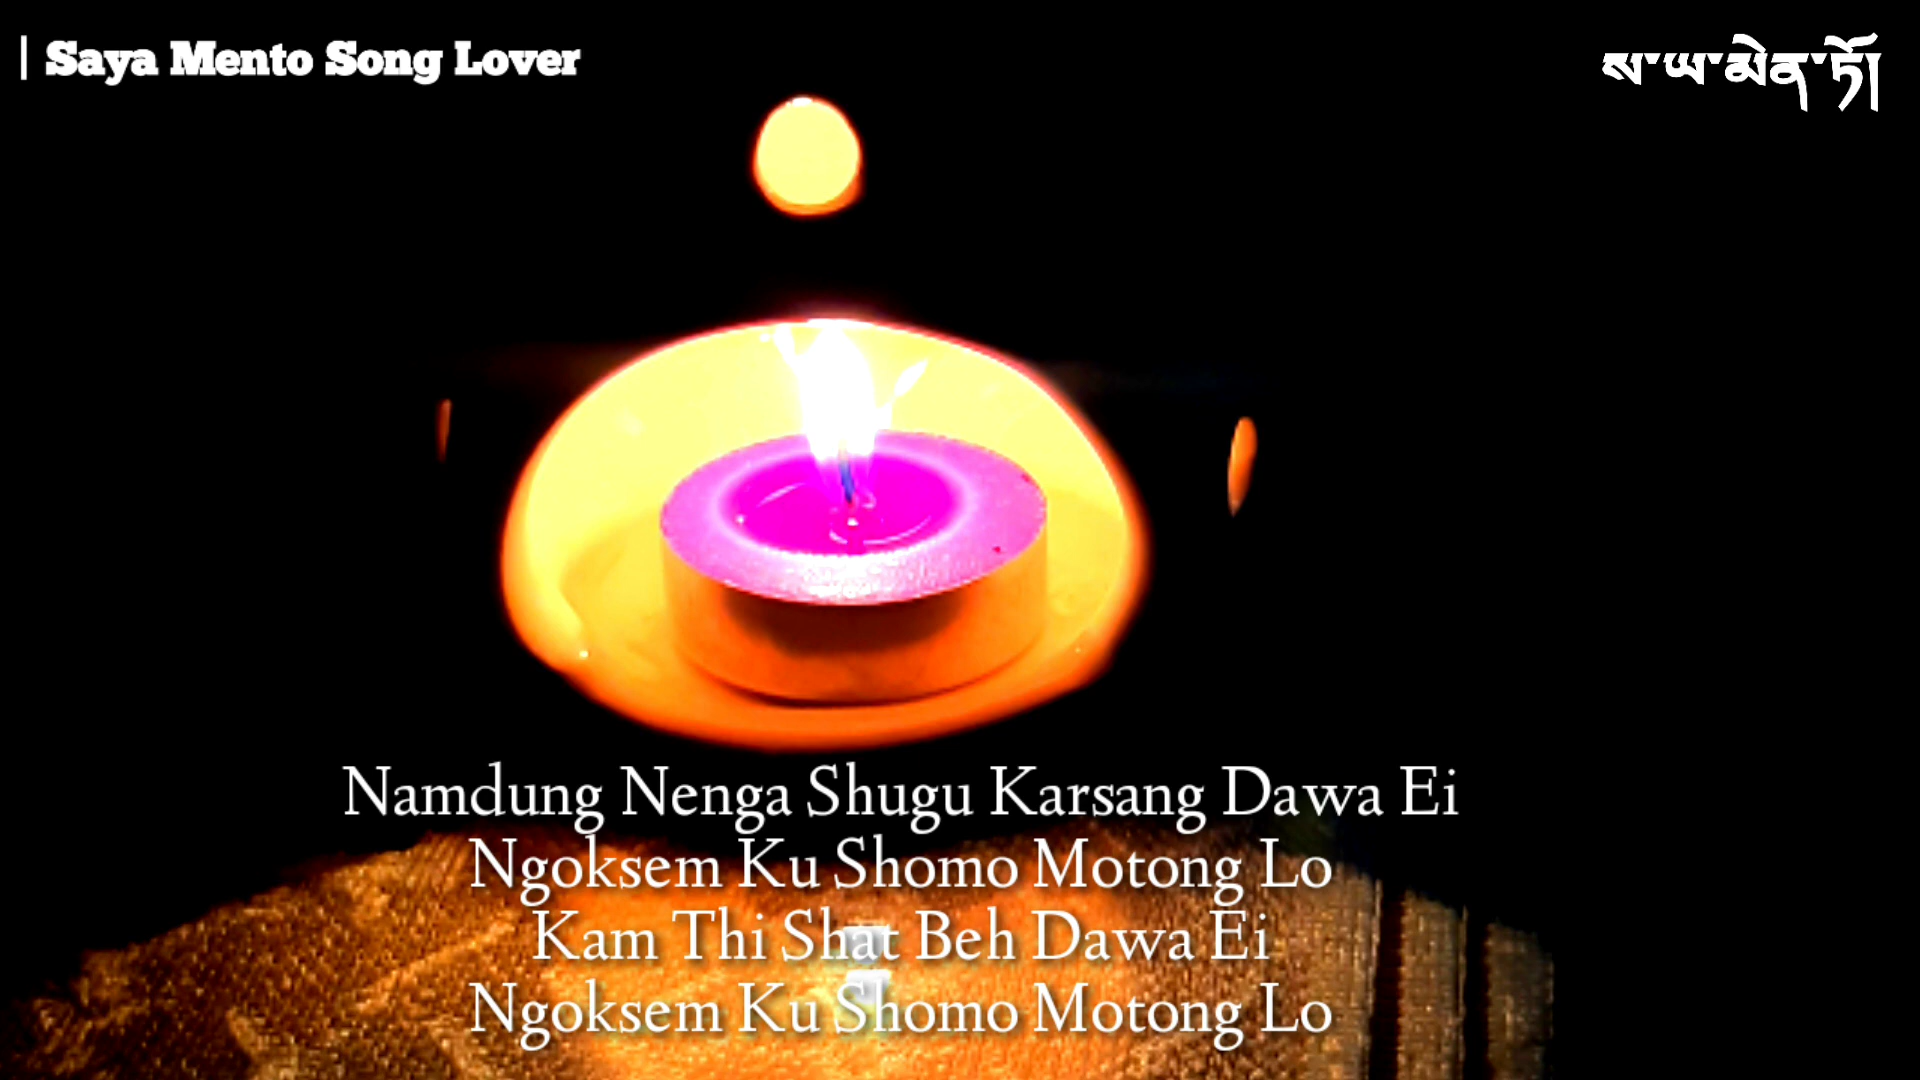 | Saya Mento Song Lover
ས་ཡ་མེན་ཏོ།
Namdung Nenga Shugu Karsang Dawa Ei
Ngoksem Ku Shomo Motong Lo
Kam Thi Shat Beh Dawa Ei
Ngoksem Ku Shomo Motong Lo